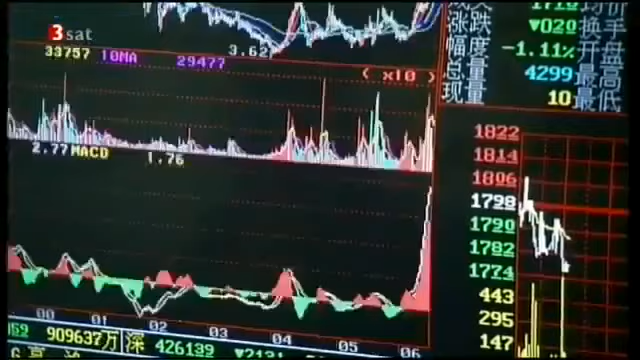 3sat
33757 10MA 29477
3.62
( x10 )
2.77 MACD 1.76
00 01 02 03 04 05 06
909637万 深 426139
涨跌 ▼020 换手
幅度 -1.11% 开盘
总量 4299 最高
现量 10 最低
1822
1814
1806
1798
1790
1782
1774
443
295
147